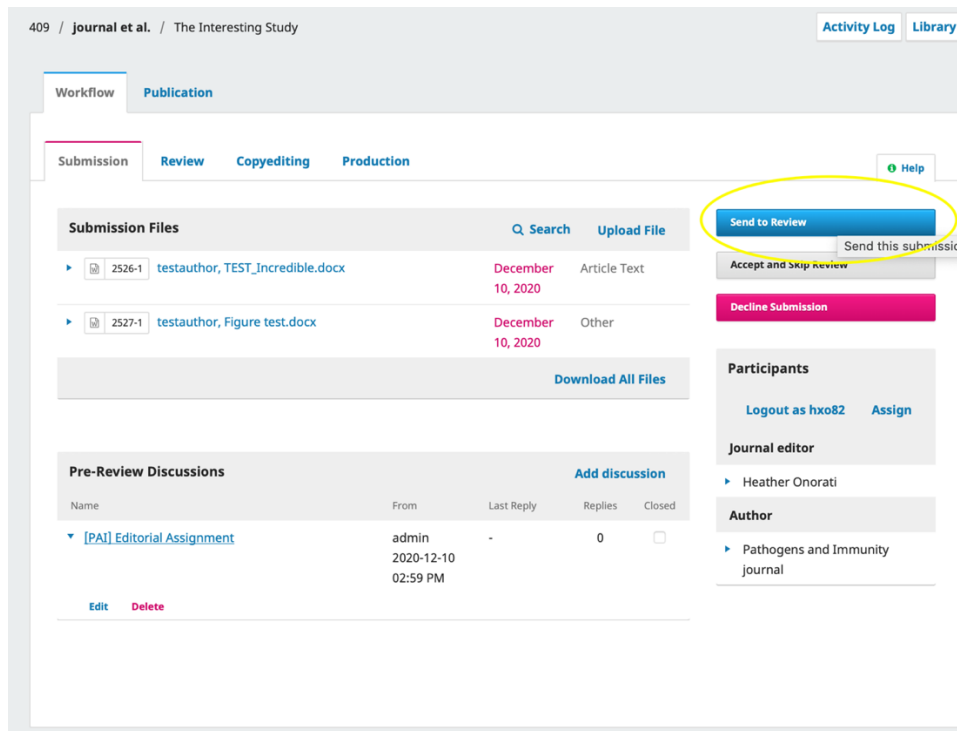 409 / journal et al. / The Interesting Study
Activity Log
Library
Workflow
Publication
Submission
Review
Copyediting
Production
Help
Submission Files
Search
Upload File
2526-1
testauthor, TEST_Incredible.docx
December
10, 2020
Article Text
2527-1
testauthor, Figure test.docx
December
10, 2020
Other
Download All Files
Pre-Review Discussions
Add discussion
Name
From
Last Reply
Replies
Closed
[PAI] Editorial Assignment
admin
2020-12-10
02:59 PM
-
0
Edit
Delete
Send to Review
Send this submissio
Accept and Skip Review
Decline Submission
Participants
Logout as hxo82
Assign
Journal editor
Heather Onorati
Author
Pathogens and Immunity
journal